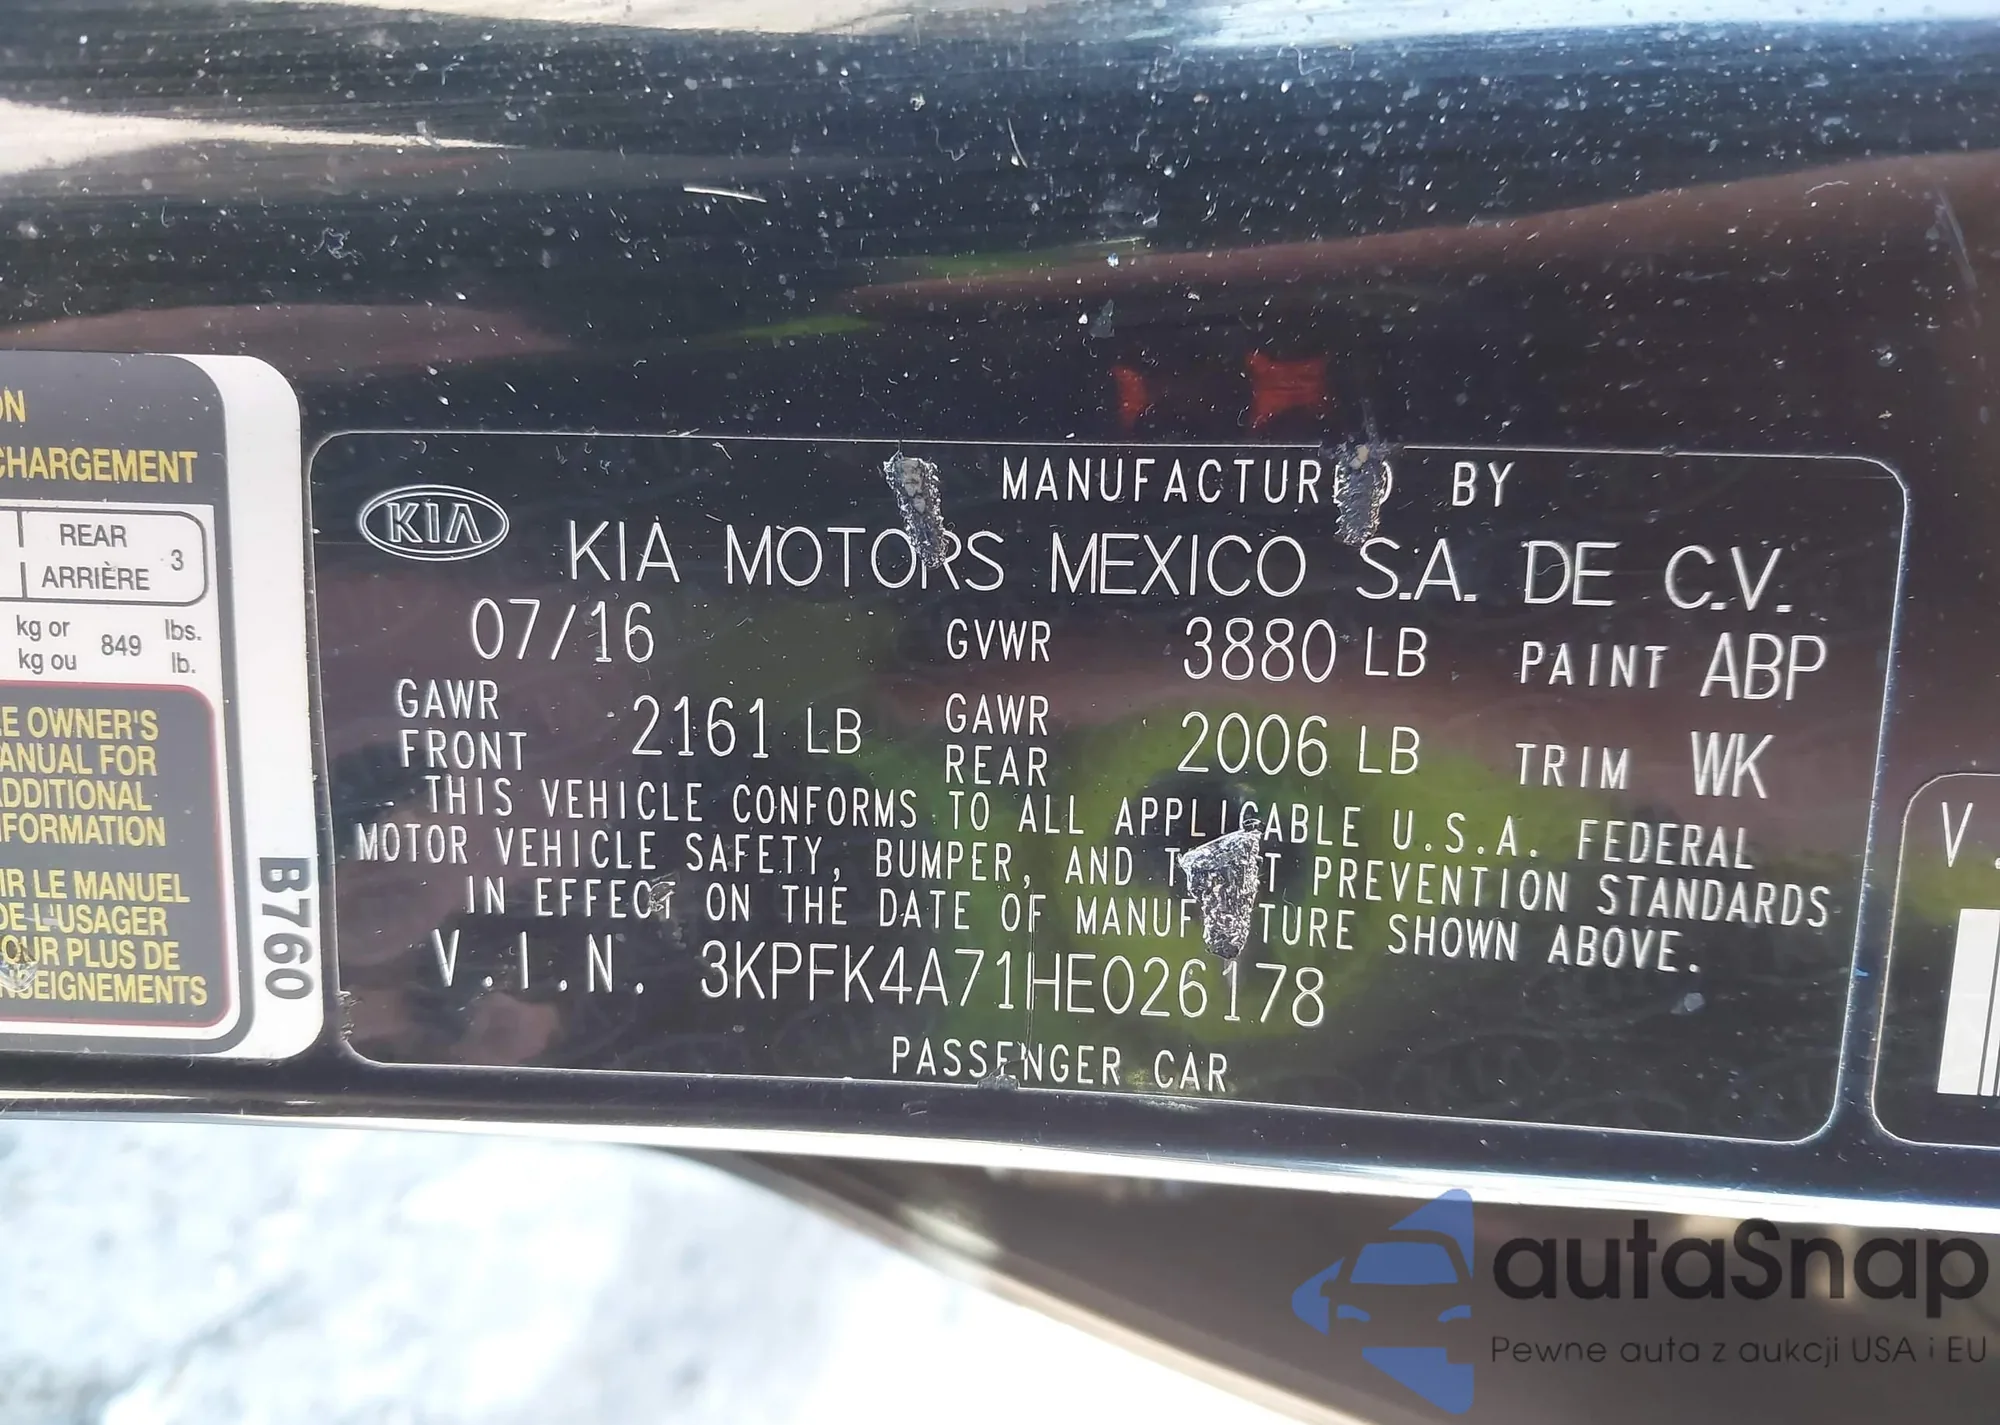 ON
CHARGEMENT
REAR
ARRIÈRE
3
kg or
kg ou
849
lbs.
lb.
E OWNER'S
ANUAL FOR
ADDITIONAL
NFORMATION
IR LE MANUEL
DE L'USAGER
OUR PLUS DE
NSEIGNEMENTS
B760
KIA
MANUFACTURED BY
KIA MOTORS MEXICO S.A. DE C.V.
07/16 GVWR 3880 LB PAINT ABP
GAWR FRONT 2161 LB GAWR REAR 2006 LB TRIM WK
THIS VEHICLE CONFORMS TO ALL APPLICABLE U.S.A. FEDERAL
MOTOR VEHICLE SAFETY, BUMPER, AND T T PREVENTION STANDARDS
IN EFFECT ON THE DATE OF MANUF TURE SHOWN ABOVE.
V.I.N. 3KPFK4A71HE026178
PASSENGER CAR
V.
autaSnap
Pewne auta z aukcji USA i EU